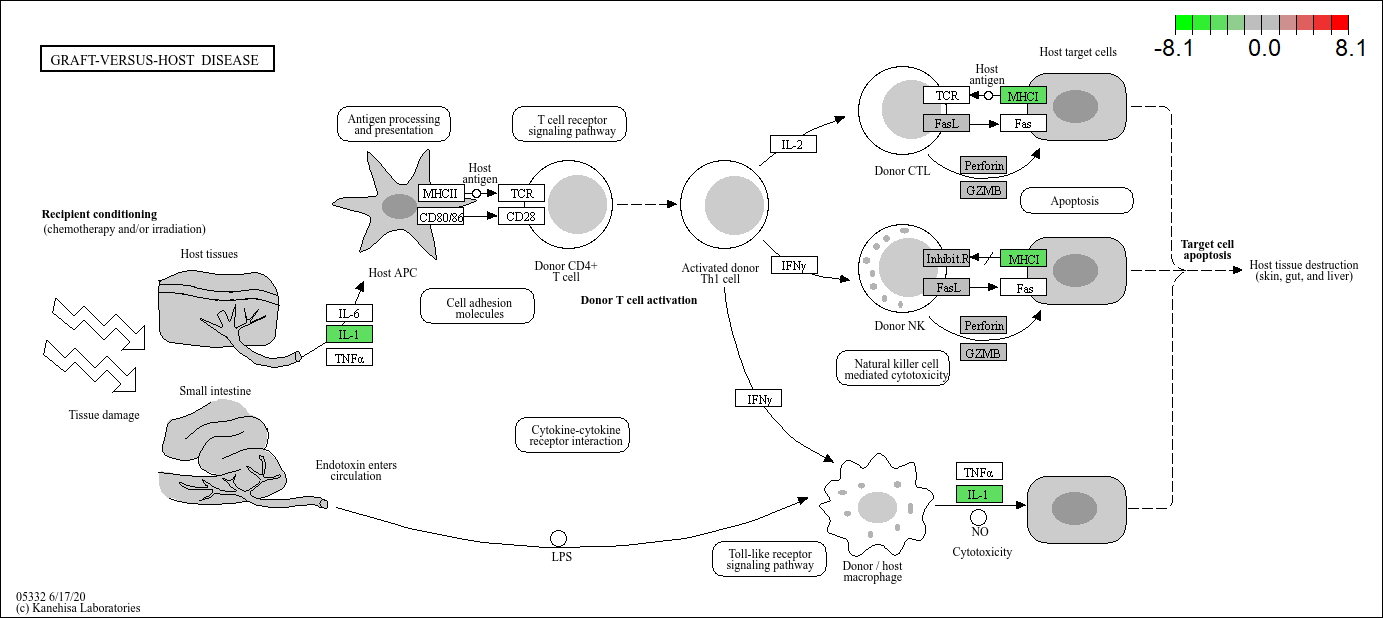 -8.1
0.0
8.1
GRAFT-VERSUS-HOST DISEASE
Host target cells
Host
antigen
TCR
MHCI
FasL
Fas
IL-2
Donor CTL
Perforin
GZMB
Apoptosis
Antigen processing
and presentation
T cell receptor
signaling pathway
Host
antigen
MHCII
TCR
CD80/86
CD28
Recipient conditioning
(chemotherapy and/or irradiation)
Host tissues
Host APC
Donor CD4+
T cell
Activated donor
Th1 cell
Donor T cell activation
IFNγ
Inhibit.R
MHCI
FasL
Fas
Donor NK
Perforin
GZMB
Target cell
apoptosis
Host tissue destruction
(skin, gut, and liver)
Cell adhesion
molecules
IL-6
IL-1
TNFα
Natural killer cell
mediated cytotoxicity
Small intestine
Tissue damage
IFNγ
Cytokine-cytokine
receptor interaction
Endotoxin enters
circulation
TNFα
IL-1
NO
Cytotoxicity
LPS
Toll-like receptor
signaling pathway
Donor / host
macrophage
05332 6/17/20
(c) Kanehisa Laboratories